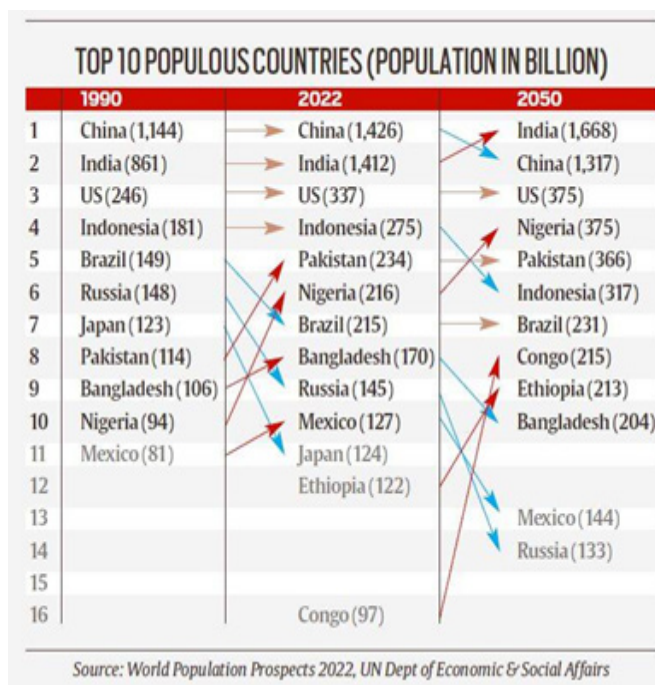 TOP 10 POPULOUS COUNTRIES (POPULATION IN BILLION)
1990 2022 2050
1 China (1,144) China (1,426) India (1,668)
2 India (861) India (1,412) China (1,317)
3 US (246) US (337) US (375)
4 Indonesia (181) Indonesia (275) Nigeria (375)
5 Brazil (149) Pakistan (234) Pakistan (366)
6 Russia (148) Nigeria (216) Indonesia (317)
7 Japan (123) Brazil (215) Brazil (231)
8 Pakistan (114) Bangladesh (170) Congo (215)
9 Bangladesh (106) Russia (145) Ethiopia (213)
10 Nigeria (94) Mexico (127) Bangladesh (204)
11 Mexico (81) Japan (124)
12 Ethiopia (122)
13 Mexico (144)
14 Russia (133)
15
16 Congo (97)
Source: World Population Prospects 2022, UN Dept of Economic & Social Affairs